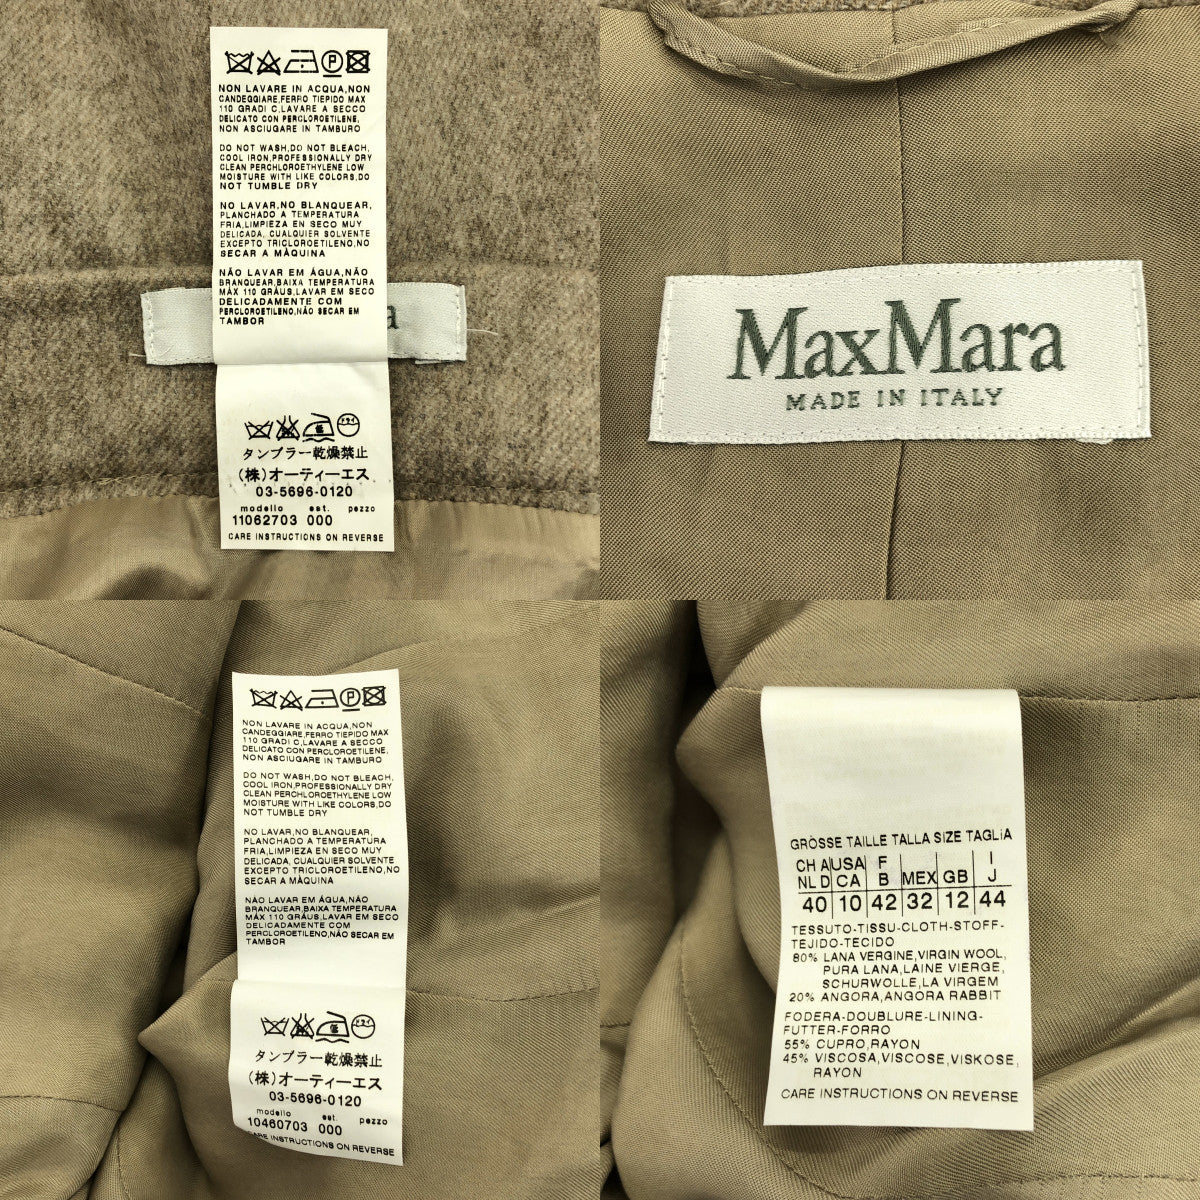 NON LAVARE IN ACQUA,NON
CANDEGGIARE,FERRO TIEPIDO MAX
110 GRADI C,LAVARE A SECCO
DELICATO CON PERCLOROETILENE,
NON ASCIUGARE IN TAMBURO
DO NOT WASH,DO NOT BLEACH,
COOL IRON,PROFESSIONALLY DRY
CLEAN PERCHLOROETHYLENE LOW
MOISTURE WITH LIKE COLORS,DO
NOT TUMBLE DRY
NO LAVAR,NO BLANQUEAR,
PLANCHADO A TEMPERATURA
FRIA,LIMPIEZA EN SECO MUY
DELICADA, CUALQUIER SOLVENTE
EXCEPTO TRICLOROETILENO,NO
SECAR A MÀQUINA
NÃO LAVAR EM ÁGUA,NÃO
BRANQUEAR,BAIXA TEMPERATURA
MÁX 110 GRÁUS,LAVAR EM SECO
DELICADAMENTE COM
PERCLOROETILENO,NÃO SECAR EM
TAMBOR
a
タンブラー乾燥禁止
(株)オーティーエス
03-5696-0120
modello est. pezzo
11062703 000
CARE INSTRUCTIONS ON REVERSE
MaxMara
MADE IN ITALY
NON LAVARE IN ACQUA,NON
CANDEGGIARE,FERRO TIEPIDO MAX
110 GRADI C,LAVARE A SECCO
DELICATO CON PERCLOROETILENE,
NON ASCIUGARE IN TAMBURO
DO NOT WASH,DO NOT BLEACH,
COOL IRON,PROFESSIONALLY DRY
CLEAN PERCHLOROETHYLENE LOW
MOISTURE WITH LIKE COLORS,DO
NOT TUMBLE DRY
NO LAVAR,NO BLANQUEAR,
PLANCHADO A TEMPERATURA
FRIA,LIMPIEZA EN SECO MUY
DELICADA, CUALQUIER SOLVENTE
EXCEPTO TRICLOROETILENO,NO
SECAR A MÀQUINA
NÃO LAVAR EM ÁGUA,NÃO
BRANQUEAR,BAIXA TEMPERATURA
MÁX 110 GRÁUS,LAVAR EM SECO
DELICADAMENTE COM
PERCLOROETILENO,NÃO SECAR EM
TAMBOR
タンブラー乾燥禁止
(株)オーティーエス
03-5696-0120
modello est. pezzo
10460703 000
CARE INSTRUCTIONS ON REVERSE
GRÖSSE TAILLE TALLA SIZE TAGLIA
CH A USA F I
NL D CA B MEX GB J
40 10 42 32 12 44
TESSUTO-TISSU-CLOTH-STOFF-
TEJIDO-TECIDO
80% LANA VERGINE,VIRGIN WOOL,
PURA LANA,LAINE VIERGE,
SCHURWOLLE,LA VIRGEM
20% ANGORA,ANGORA RABBIT
FODERA-DOUBLURE-LINING-
FUTTER-FORRO
55% CUPRO,RAYON
45% VISCOSA,VISCOSE,VISKOSE,
RAYON
CARE INSTRUCTIONS ON REVERSE